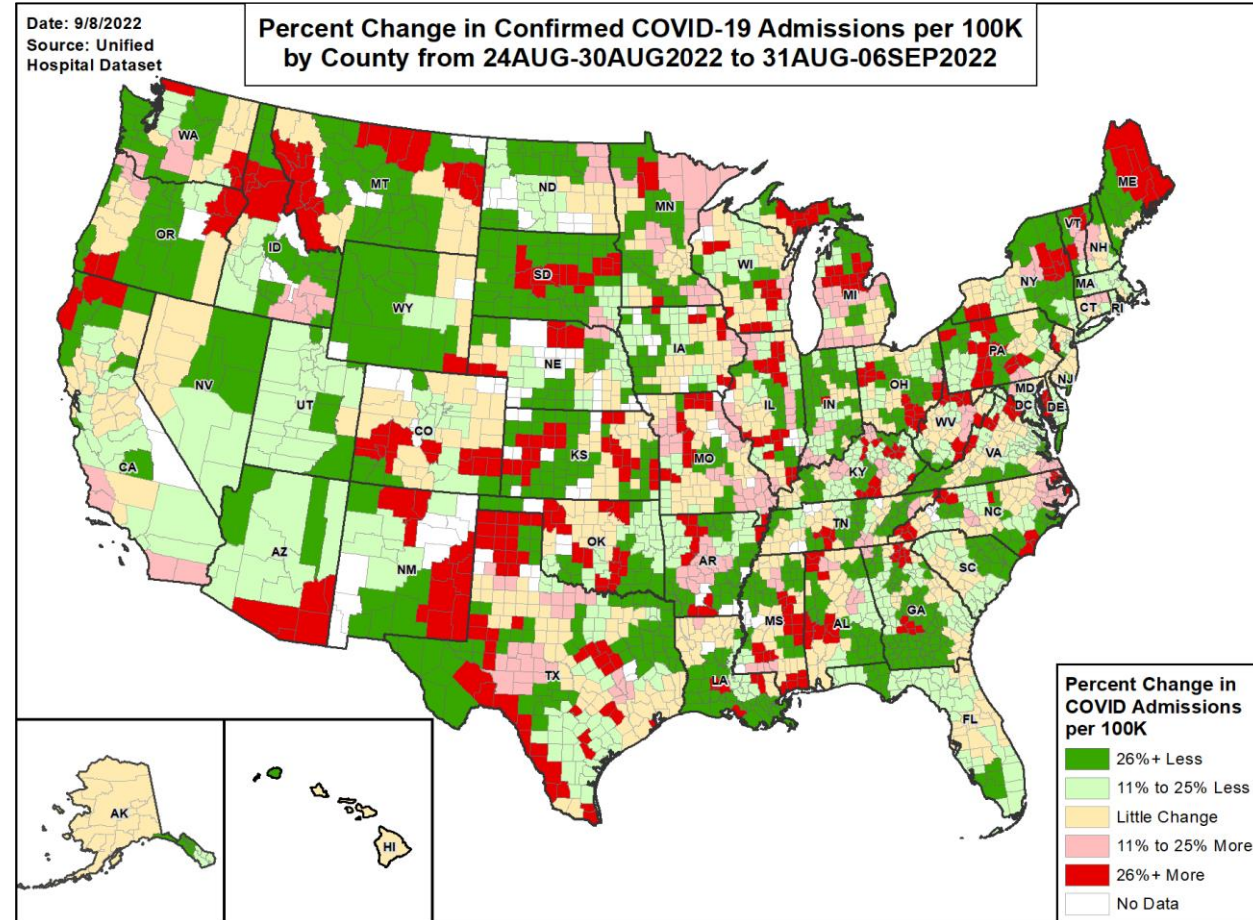 Date: 9/8/2022
Source: Unified
Hospital Dataset
Percent Change in Confirmed COVID-19 Admissions per 100K
by County from 24AUG-30AUG2022 to 31AUG-06SEP2022
WA
MT
ND
MN
ME
OR
ID
SD
WI
VT
NH
NY
MA
MI
CT
RI
WY
IA
NE
PA
NJ
NV
UT
CO
IL
IN
OH
MD
DC
DE
WV
CA
KS
MO
KY
VA
AZ
NM
OK
AR
TN
NC
SC
MS
AL
GA
TX
LA
FL
AK
HI
Percent Change in
COVID Admissions
per 100K
26%+ Less
11% to 25% Less
Little Change
11% to 25% More
26%+ More
No Data